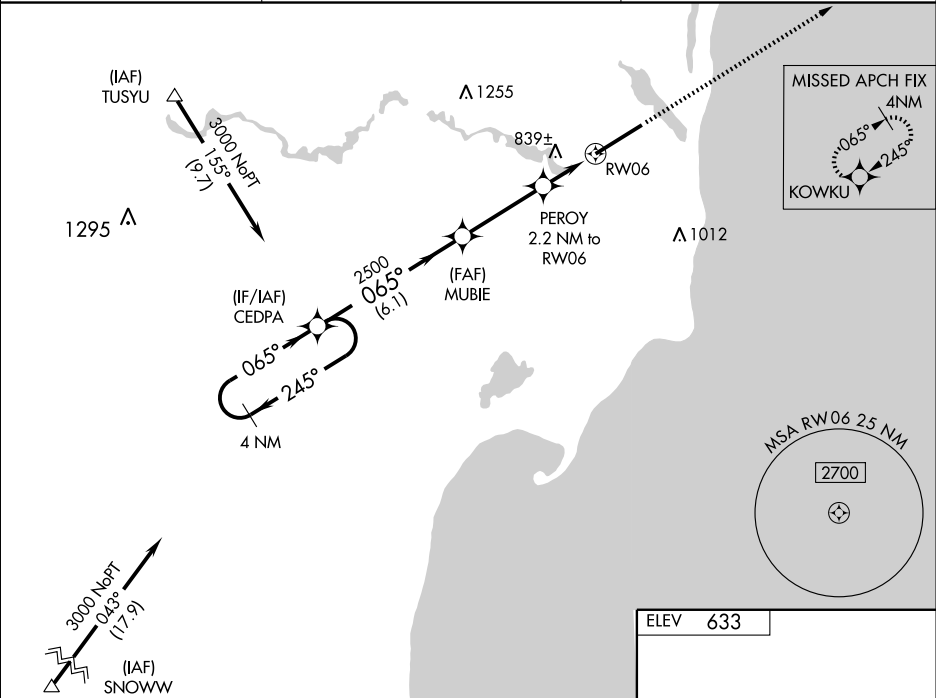 (IAF)
TUSYU
3000 NoPT
155°
(9.7)
1255
839±
RW06
MISSED APCH FIX
4NM
065°
245°
KOWKU
1295
PEROY
2.2 NM to
RW06
1012
2500
065°
(6.1)
(FAF)
MUBIE
(IF/IAF)
CEDPA
065°
245°
4 NM
MSA RW06 25 NM
2700
3000 NoPT
043°
(17.9)
(IAF)
SNOWW
ELEV 633